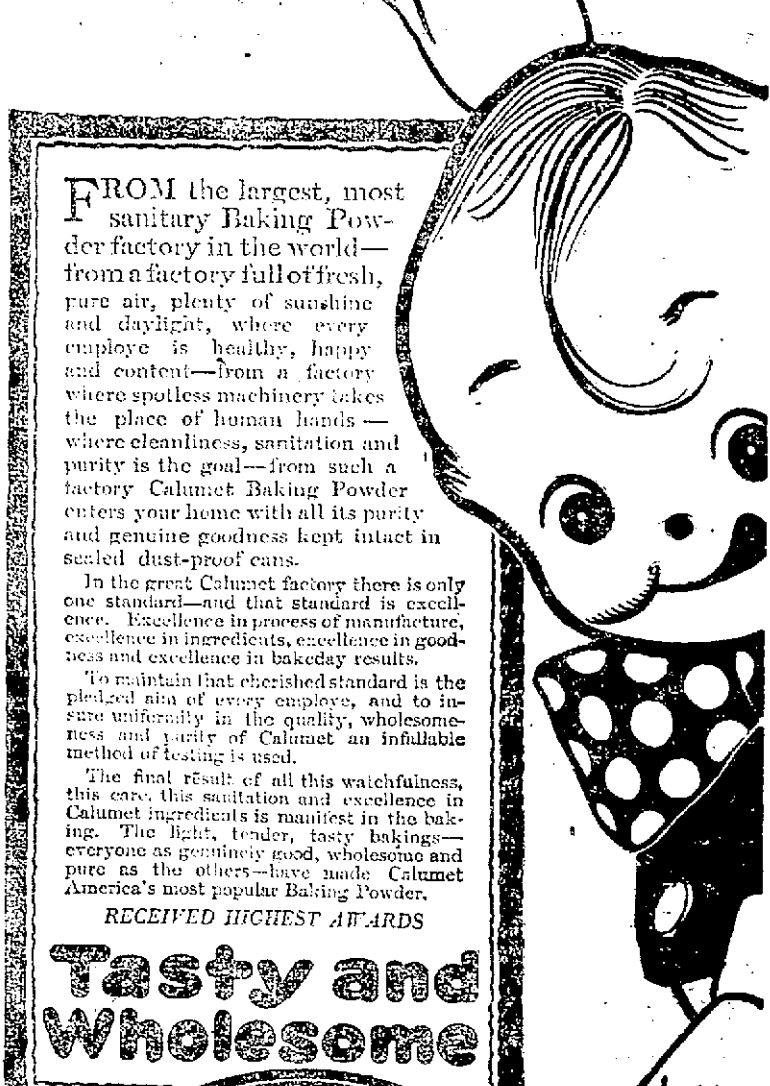 FROM the largest, most
sanitary Baking Pow-
der factory in the world—
from a factory full of fresh,
pure air, plenty of sunshine
and daylight, where every
employe is healthy, happy
and content—from a factory
where spotless machinery takes
the place of human hands—
where cleanliness, sanitation and
purity is the goal—from such a
factory Calumet Baking Powder
enters your home with all its purity
and genuine goodness kept intact in
sealed dust-proof cans.
In the great Calumet factory there is only
one standard—and that standard is excell-
ence. Excellence in process of manufacture,
excellence in ingredients, excellence in good-
ness and excellence in bakeday results.
To maintain that cherished standard is the
pledged aim of every employe, and to in-
sure uniformity in the quality, wholesome-
ness and purity of Calumet an infallable
method of testing is used.
The final result of all this watchfulness,
this care, this sanitation and excellence in
Calumet ingredients is manifest in the bak-
ing. The light, tender, tasty bakings—
everyone as genuinely good, wholesome and
pure as the others—have made Calumet
America's most popular Baking Powder.
RECEIVED HIGHEST AWARDS
Tasty and
Wholesome